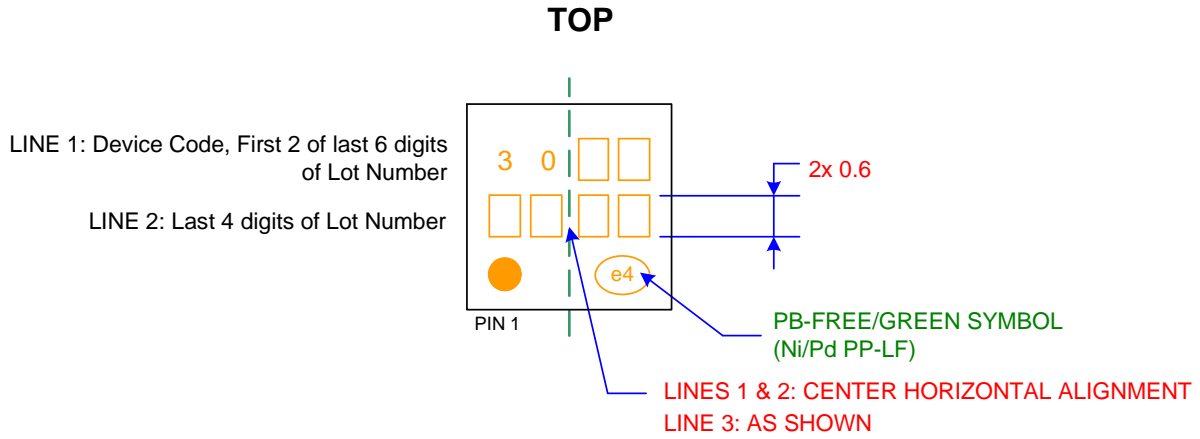 TOP
LINE 1: Device Code, First 2 of last 6 digits
of Lot Number
3 0
2x 0.6
LINE 2: Last 4 digits of Lot Number
e4
PIN 1
PB-FREE/GREEN SYMBOL
(Ni/Pd PP-LF)
LINES 1 & 2: CENTER HORIZONTAL ALIGNMENT
LINE 3: AS SHOWN